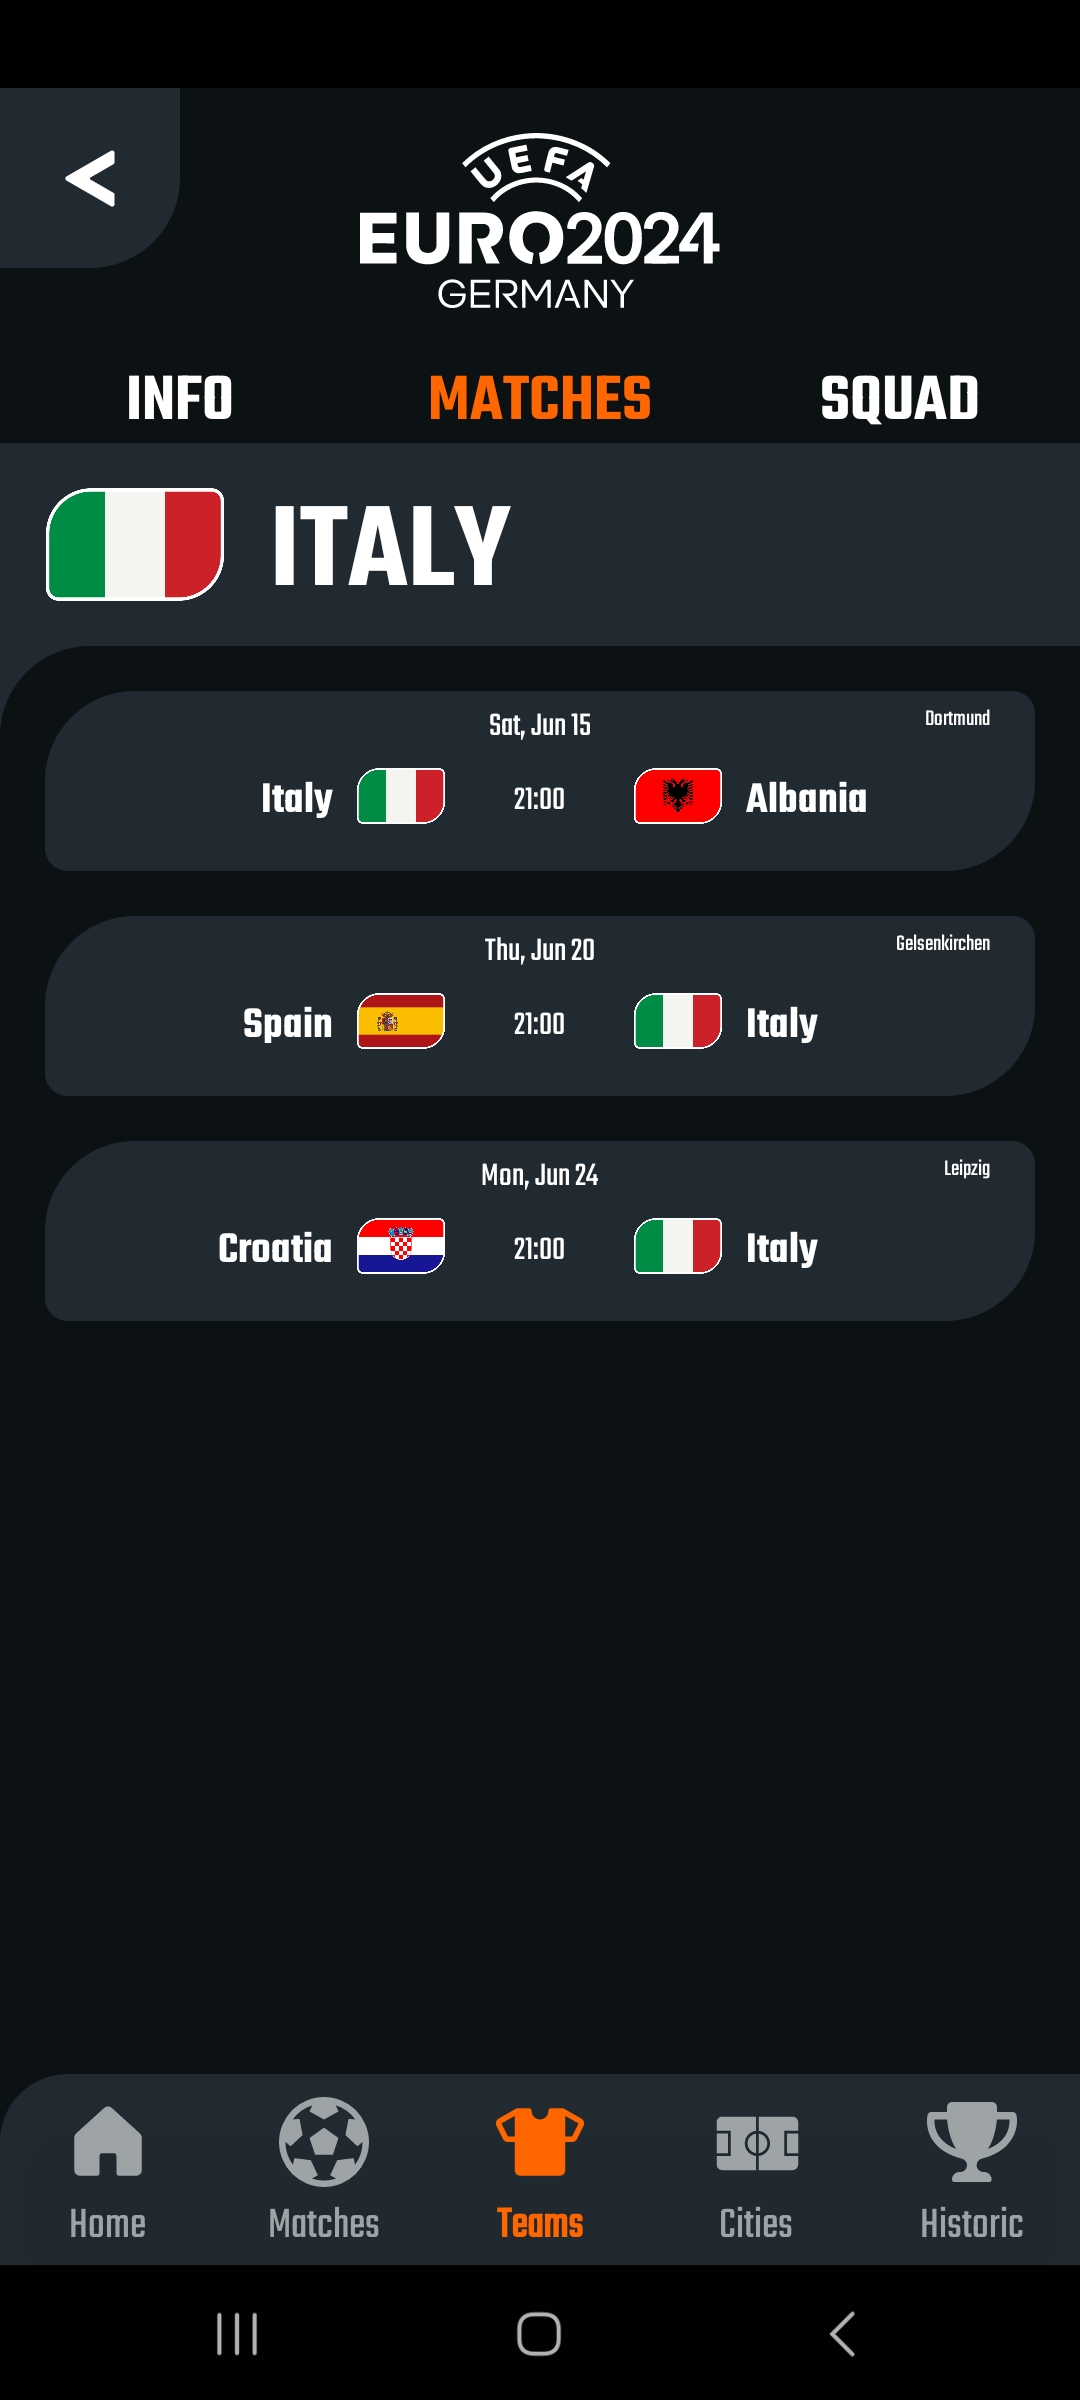 UEFA
EURO2024
GERMANY
INFO MATCHES SQUAD
ITALY
Sat, Jun 15 Dortmund
Italy 21:00 Albania
Thu, Jun 20 Gelsenkirchen
Spain 21:00 Italy
Mon, Jun 24 Leipzig
Croatia 21:00 Italy
Home Matches Teams Cities Historic